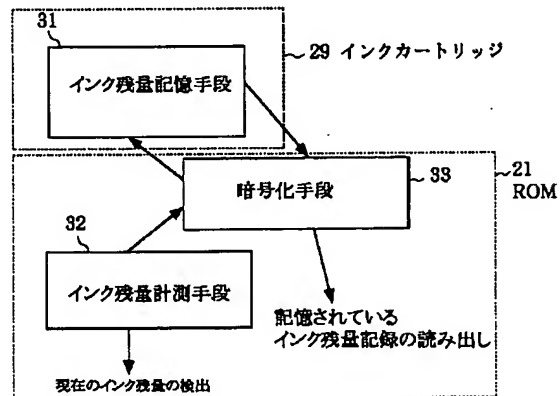 31
29 インクカートリッジ
インク残量記憶手段
暗号化手段
33
21
ROM
32
インク残量計測手段
記憶されている
インク残量記録の読み出し
現在のインク残量の検出